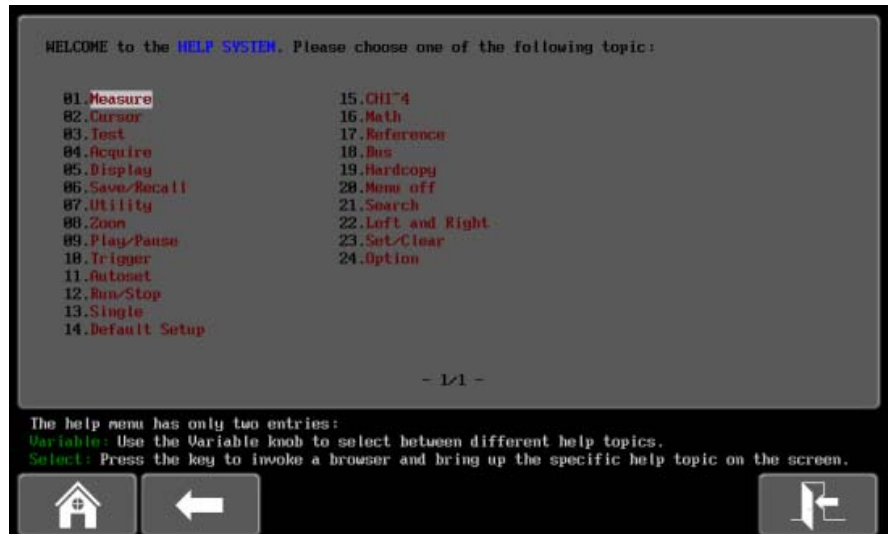 WELCOME to the HELP SYSTEM. Please choose one of the following topic:
01.Measure
02.Cursor
03.Test
04.Acquire
05.Display
06.Save/Recall
07.Utility
08.Zoom
09.Play/Pause
10.Trigger
11.Autoset
12.Run/Stop
13.Single
14.Default Setup
15.CH1~4
16.Math
17.Reference
18.Bus
19.Hardcopy
20.Menu off
21.Search
22.Left and Right
23.Set/Clear
24.Option
- 1/1 -
The help menu has only two entries:
Variable: Use the Variable knob to select between different help topics.
Select: Press the key to invoke a browser and bring up the specific help topic on the screen.